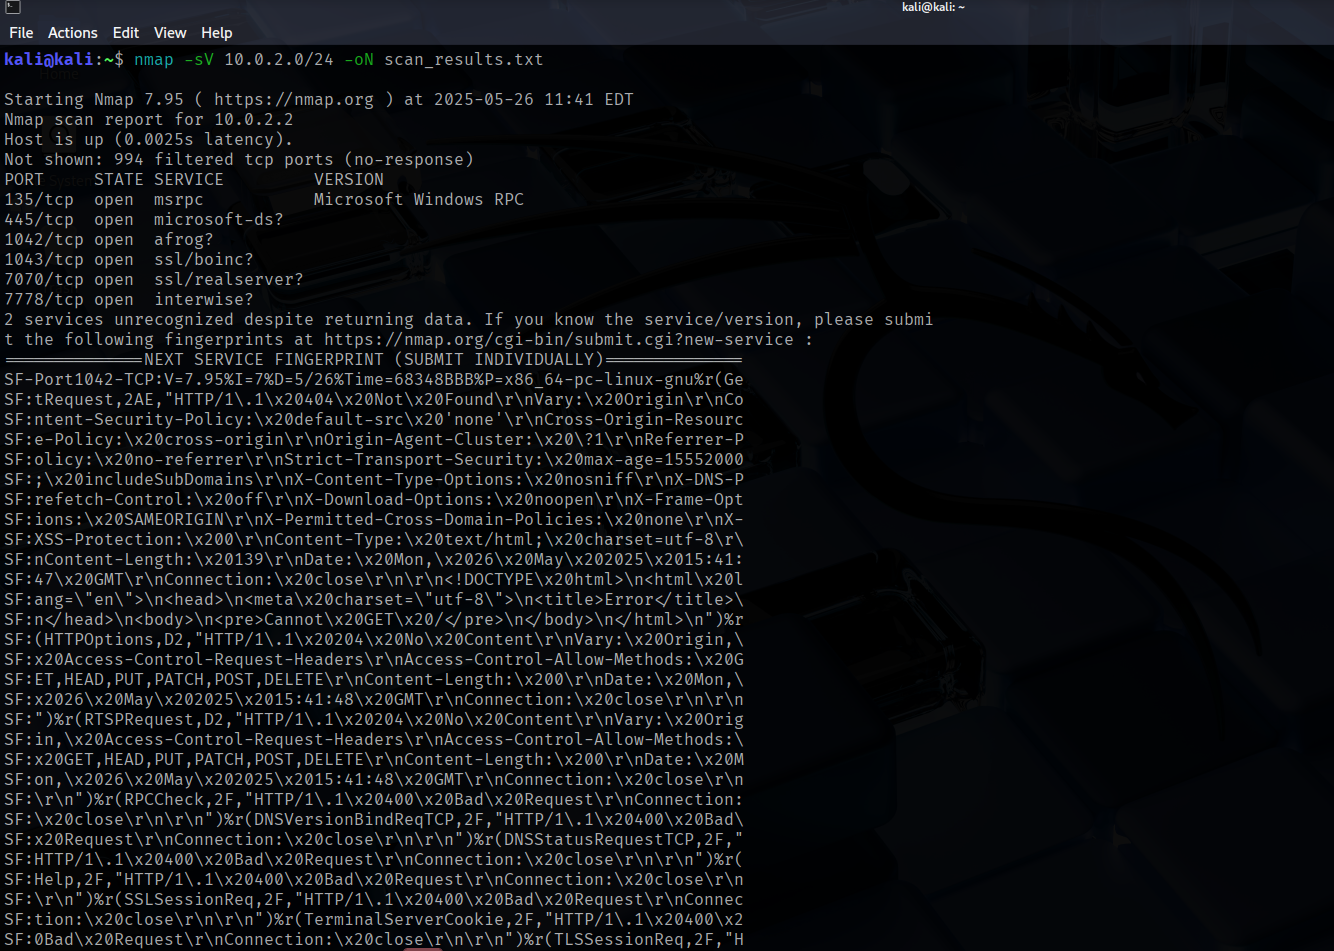 kali@kali: ~
File Actions Edit View Help
kali@kali:~$ nmap -sV 10.0.2.0/24 -oN scan_results.txt
Starting Nmap 7.95 ( https://nmap.org ) at 2025-05-26 11:41 EDT
Nmap scan report for 10.0.2.2
Host is up (0.0025s latency).
Not shown: 994 filtered tcp ports (no-response)
PORT     STATE SERVICE         VERSION
135/tcp  open  msrpc           Microsoft Windows RPC
445/tcp  open  microsoft-ds?
1042/tcp open  afrog?
1043/tcp open  ssl/boinc?
7070/tcp open  ssl/realserver?
7778/tcp open  interwise?
2 services unrecognized despite returning data. If you know the service/version, please submi
t the following fingerprints at https://nmap.org/cgi-bin/submit.cgi?new-service :
==============NEXT SERVICE FINGERPRINT (SUBMIT INDIVIDUALLY)==============
SF-Port1042-TCP:V=7.95%I=7%D=5/26%Time=68348BBB%P=x86_64-pc-linux-gnu%r(Ge
SF:tRequest,2AE,"HTTP/1\.1\x20404\x20Not\x20Found\r\nVary:\x20Origin\r\nCo
SF:ntent-Security-Policy:\x20default-src\x20'none'\r\nCross-Origin-Resourc
SF:e-Policy:\x20cross-origin\r\nOrigin-Agent-Cluster:\x20\?1\r\nReferrer-P
SF:olicy:\x20no-referrer\r\nStrict-Transport-Security:\x20max-age=15552000
SF:;\x20includeSubDomains\r\nX-Content-Type-Options:\x20nosniff\r\nX-DNS-P
SF:refetch-Control:\x20off\r\nX-Download-Options:\x20noopen\r\nX-Frame-Opt
SF:ions:\x20SAMEORIGIN\r\nX-Permitted-Cross-Domain-Policies:\x20none\r\nX-
SF:XSS-Protection:\x200\r\nContent-Type:\x20text/html;\x20charset=utf-8\r\
SF:nContent-Length:\x20139\r\nDate:\x20Mon,\x2026\x20May\x202025\x2015:41:
SF:47\x20GMT\r\nConnection:\x20close\r\n\r\n<!DOCTYPE\x20html>\n<html\x20l
SF:ang=\"en\">\n<head>\n<meta\x20charset=\"utf-8\">\n<title>Error</title>\
SF:n</head>\n<body>\n<pre>Cannot\x20GET\x20/</pre>\n</body>\n</html>\n")%r
SF:(HTTPOptions,D2,"HTTP/1\.1\x20204\x20No\x20Content\r\nVary:\x20Origin,\
SF:x20Access-Control-Request-Headers\r\nAccess-Control-Allow-Methods:\x20G
SF:ET,HEAD,PUT,PATCH,POST,DELETE\r\nContent-Length:\x200\r\nDate:\x20Mon,\
SF:x2026\x20May\x202025\x2015:41:48\x20GMT\r\nConnection:\x20close\r\n\r\n
SF:")%r(RTSPRequest,D2,"HTTP/1\.1\x20204\x20No\x20Content\r\nVary:\x20Orig
SF:in,\x20Access-Control-Request-Headers\r\nAccess-Control-Allow-Methods:\
SF:x20GET,HEAD,PUT,PATCH,POST,DELETE\r\nContent-Length:\x200\r\nDate:\x20M
SF:on,\x2026\x20May\x202025\x2015:41:48\x20GMT\r\nConnection:\x20close\r\n
SF:\r\n")%r(RPCCheck,2F,"HTTP/1\.1\x20400\x20Bad\x20Request\r\nConnection:
SF:\x20close\r\n\r\n")%r(DNSVersionBindReqTCP,2F,"HTTP/1\.1\x20400\x20Bad\
SF:x20Request\r\nConnection:\x20close\r\n\r\n")%r(DNSStatusRequestTCP,2F,"
SF:HTTP/1\.1\x20400\x20Bad\x20Request\r\nConnection:\x20close\r\n\r\n")%r(
SF:Help,2F,"HTTP/1\.1\x20400\x20Bad\x20Request\r\nConnection:\x20close\r\n
SF:\r\n")%r(SSLSessionReq,2F,"HTTP/1\.1\x20400\x20Bad\x20Request\r\nConnec
SF:tion:\x20close\r\n\r\n")%r(TerminalServerCookie,2F,"HTTP/1\.1\x20400\x2
SF:0Bad\x20Request\r\nConnection:\x20close\r\n\r\n")%r(TLSSessionReq,2F,"H